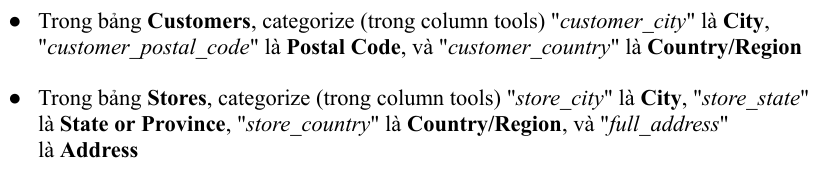 ● Trong bảng Customers, categorize (trong column tools) "customer_city" là City,
"customer_postal_code" là Postal Code, và "customer_country" là Country/Region
● Trong bảng Stores, categorize (trong column tools) "store_city" là City, "store_state"
là State or Province, "store_country" là Country/Region, và "full_address"
là Address